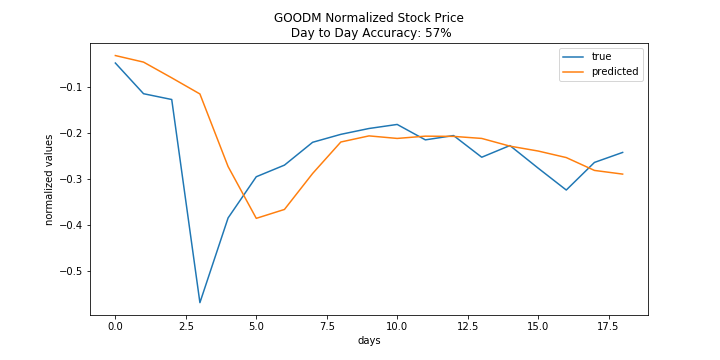 GOODM Normalized Stock Price
Day to Day Accuracy: 57%
true
predicted
normalized values
−0.1
−0.2
−0.3
−0.4
−0.5
0.0 2.5 5.0 7.5 10.0 12.5 15.0 17.5
days